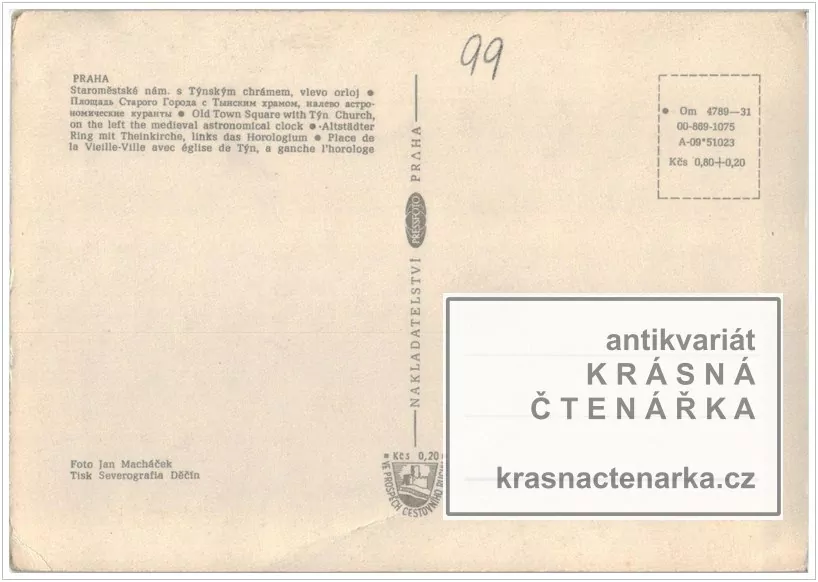 99
PRAHA
Staroměstské nám. s Týnským chrámem, vlevo orloj ●
Площадь Старого Города с Тынским храмом, налево астро-
номические куранты ● Old Town Square with Týn Church,
on the left the medieval astronomical clock ● Altstädter
Ring mit Theinkirche, links das Horologium ● Place de
la Vieille-Ville avec église de Týn, a ganche l'horologe
● Om 4789—31
00-869-1075
A-09*51023
Kčs 0,80+0,20
NAKLADATELSTVÍ PRESSFOTO PRAHA
Foto Jan Macháček
Tisk Severografia Děčín
● Kčs 0,20
VE PROSPĚCH CESTOVNÍHO
antikvariát
KRÁSNÁ
ČTENÁŘKA
krasnactenarka.cz